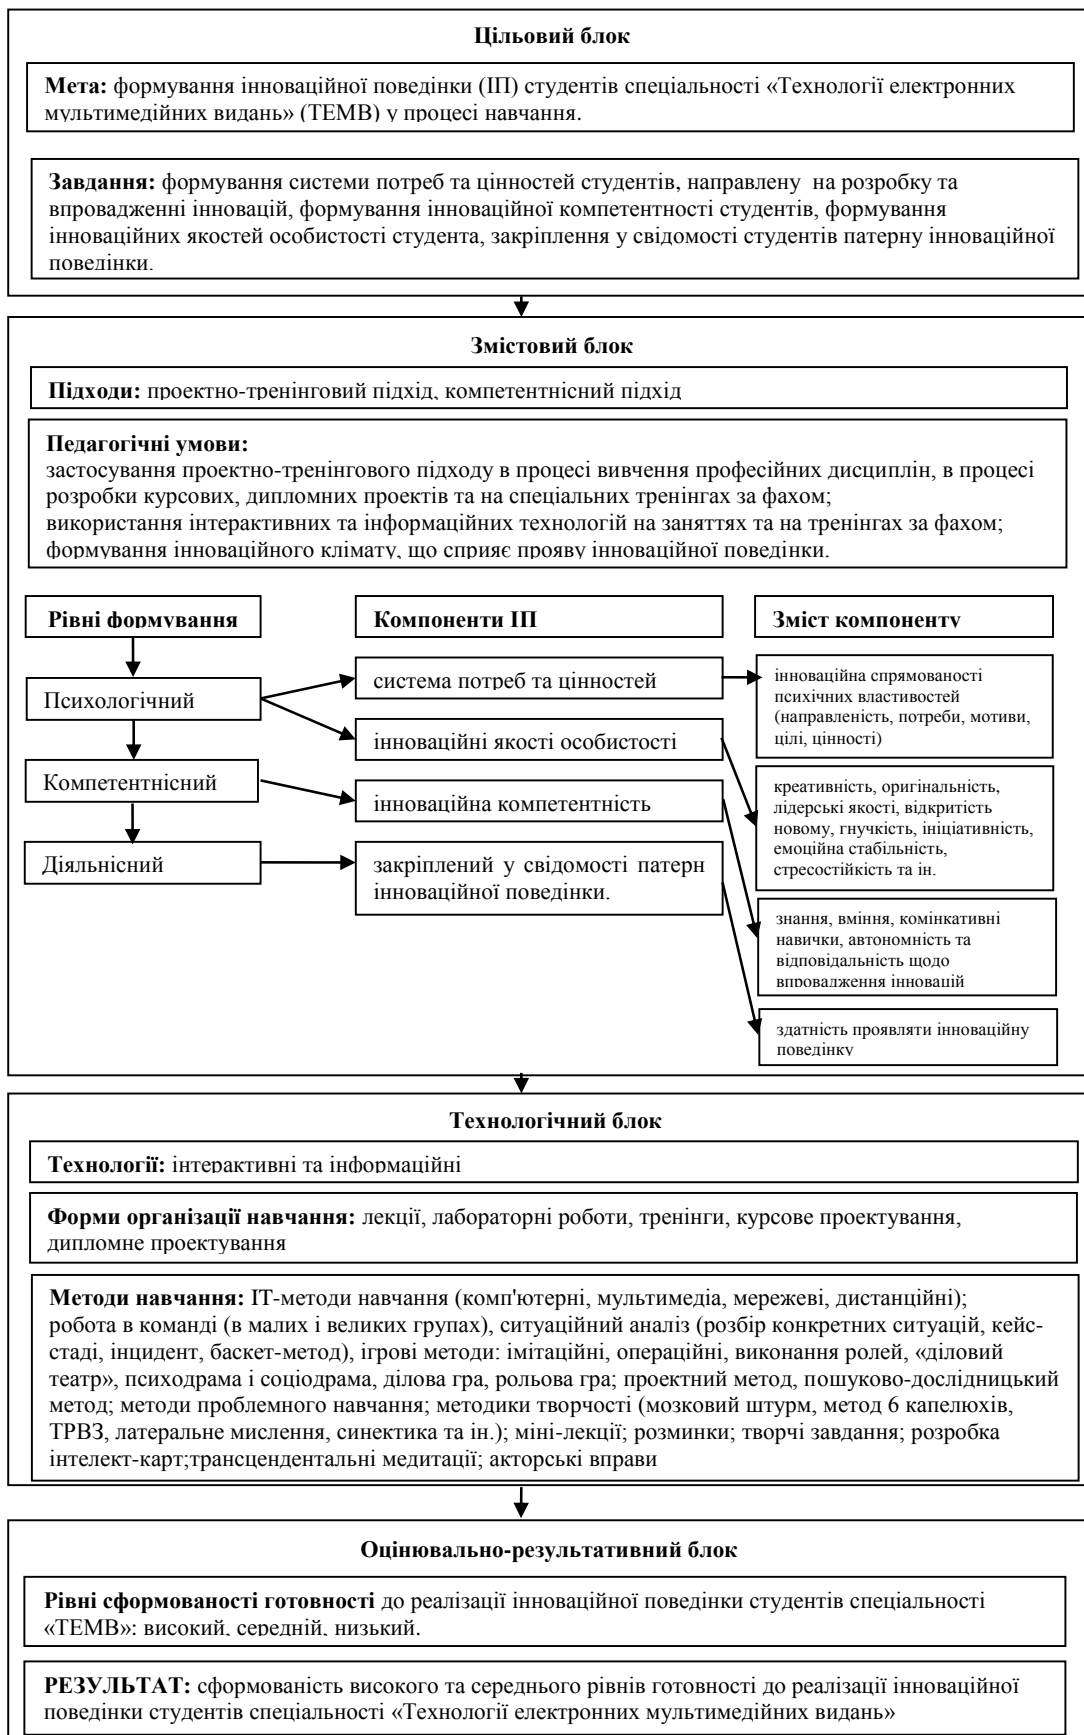 Цільовий блок
Мета: формування інноваційної поведінки (ІП) студентів спеціальності «Технології електронних
мультимедійних видань» (ТЕМВ) у процесі навчання.
Завдання: формування системи потреб та цінностей студентів, направлену на розробку та
впровадженні інновацій, формування інноваційної компетентності студентів, формування
інноваційних якостей особистості студента, закріплення у свідомості студентів патерну інноваційної
поведінки.
Змістовий блок
Підходи: проектно-тренінговий підхід, компетентнісний підхід
Педагогічні умови:
застосування проектно-тренінгового підходу в процесі вивчення професійних дисциплін, в процесі
розробки курсових, дипломних проектів та на спеціальних тренінгах за фахом;
використання інтерактивних та інформаційних технологій на заняттях та на тренінгах за фахом;
формування інноваційного клімату, що сприяє прояву інноваційної поведінки.
Рівні формування
Компоненти ІП
Зміст компоненту
Психологічний
система потреб та цінностей
інноваційна спрямованості
психічних властивостей
(направленість, потреби, мотиви,
цілі, цінності)
інноваційні якості особистості
Компетентнісний
інноваційна компетентність
креативність, оригінальність,
лідерські якості, відкритість
новому, гнучкість, ініціативність,
емоційна стабільність,
стресостійкість та ін.
Діяльнісний
закріплений у свідомості патерн
інноваційної поведінки.
знання, вміння, комінкативні
навички, автономність та
відповідальність щодо
впровадження інновацій
здатність проявляти інноваційну
поведінку
Технологічний блок
Технології: інтерактивні та інформаційні
Форми організації навчання: лекції, лабораторні роботи, тренінги, курсове проектування,
дипломне проектування
Методи навчання: ІТ-методи навчання (комп'ютерні, мультимедіа, мережеві, дистанційні);
робота в команді (в малих і великих групах), ситуаційний аналіз (розбір конкретних ситуацій, кейс-
стаді, інцидент, баскет-метод), ігрові методи: імітаційні, операційні, виконання ролей, «діловий
театр», психодрама і соціодрама, ділова гра, рольова гра; проектний метод, пошуково-дослідницький
метод; методи проблемного навчання; методики творчості (мозковий штурм, метод 6 капелюхів,
ТРВЗ, латеральне мислення, синектика та ін.); міні-лекції; розминки; творчі завдання; розробка
інтелект-карт;трансцендентальні медитації; акторські вправи
Оцінювально-результативний блок
Рівні сформованості готовності до реалізації інноваційної поведінки студентів спеціальності
«ТЕМВ»: високий, середній, низький.
РЕЗУЛЬТАТ: сформованість високого та середнього рівнів готовності до реалізації інноваційної
поведінки студентів спеціальності «Технології електронних мультимедійних видань»